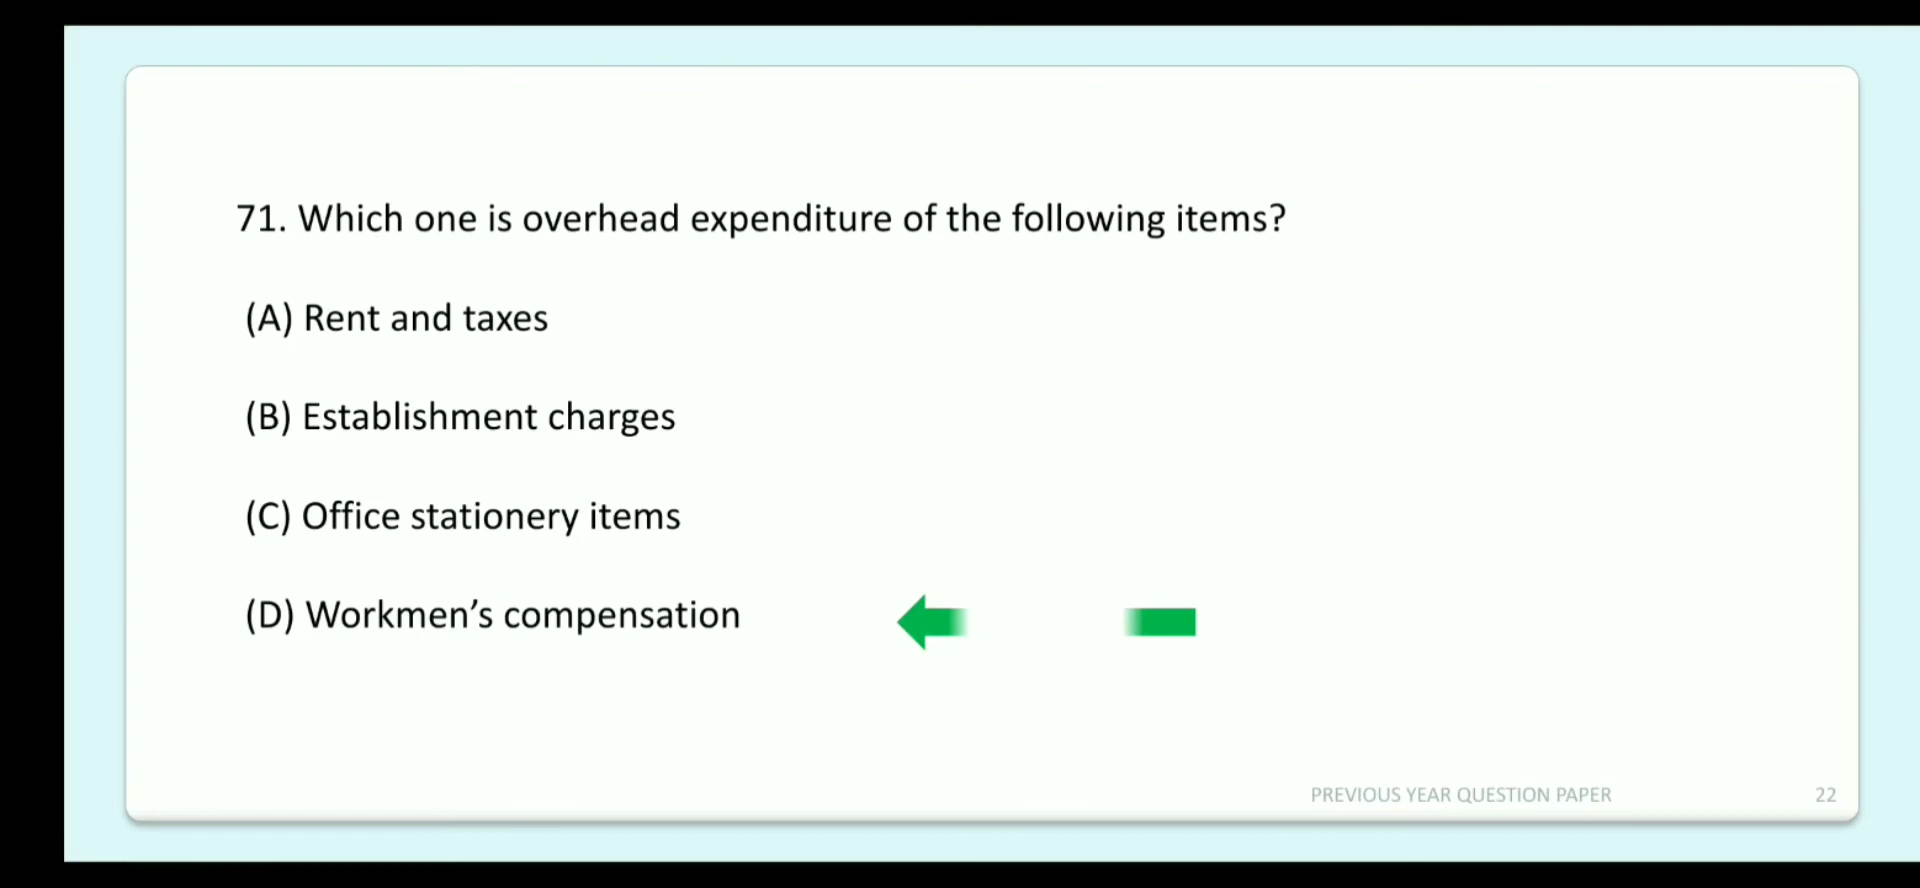 71. Which one is overhead expenditure of the following items?
(A) Rent and taxes
(B) Establishment charges
(C) Office stationery items
(D) Workmen’s compensation
PREVIOUS YEAR QUESTION PAPER
22